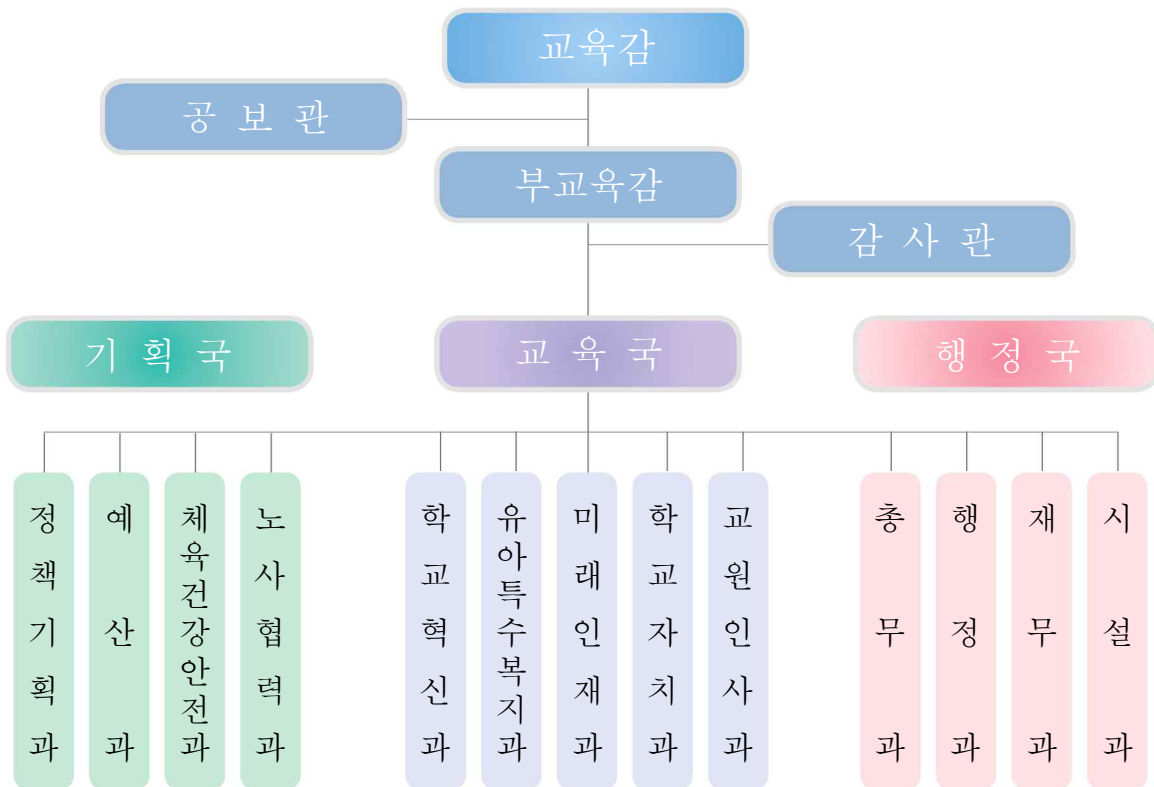 교육감
공 보 관
부교육감
감 사 관
기 획 국
교 육 국
행 정 국
정책기획과
예산과
체육건강안전과
노사협력과
학교혁신과
유아특수복지과
미래인재과
학교자치과
교원인사과
총무과
행정과
재무과
시설과